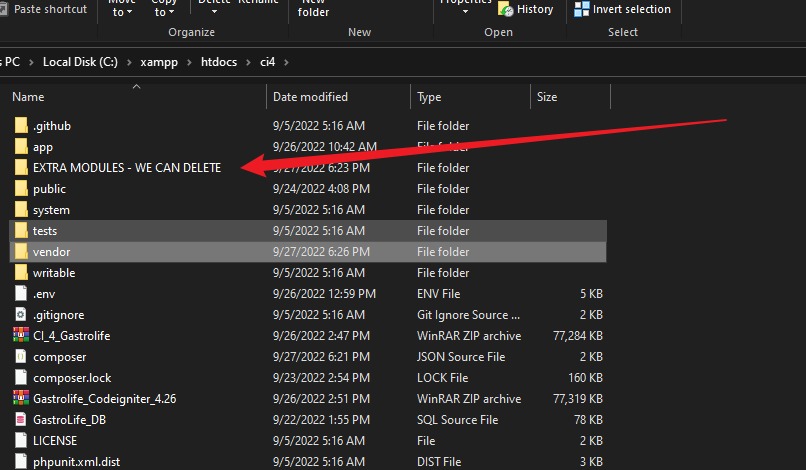 Paste shortcut
Move to
Copy to
Delete
Rename
New folder
Properties
History
Invert selection
Organize
New
Open
Select
s PC > Local Disk (C:) > xampp > htdocs > ci4 >
Name Date modified Type Size
.github 9/5/2022 5:16 AM File folder
app 9/26/2022 10:42 AM File folder
EXTRA MODULES - WE CAN DELETE 9/27/2022 6:23 PM File folder
public 9/24/2022 4:08 PM File folder
system 9/5/2022 5:16 AM File folder
tests 9/5/2022 5:16 AM File folder
vendor 9/27/2022 6:26 PM File folder
writable 9/5/2022 5:16 AM File folder
.env 9/26/2022 12:59 PM ENV File 5 KB
.gitignore 9/5/2022 5:16 AM Git Ignore Source ... 2 KB
CI_4_Gastrolife 9/26/2022 2:47 PM WinRAR ZIP archive 77,284 KB
composer 9/27/2022 6:21 PM JSON Source File 2 KB
composer.lock 9/23/2022 2:54 PM LOCK File 160 KB
Gastrolife_Codeigniter_4.26 9/26/2022 2:51 PM WinRAR ZIP archive 77,319 KB
GastroLife_DB 9/22/2022 1:55 PM SQL Source File 78 KB
LICENSE 9/5/2022 5:16 AM File 2 KB
phpunit.xml.dist 9/5/2022 5:16 AM DIST File 3 KB